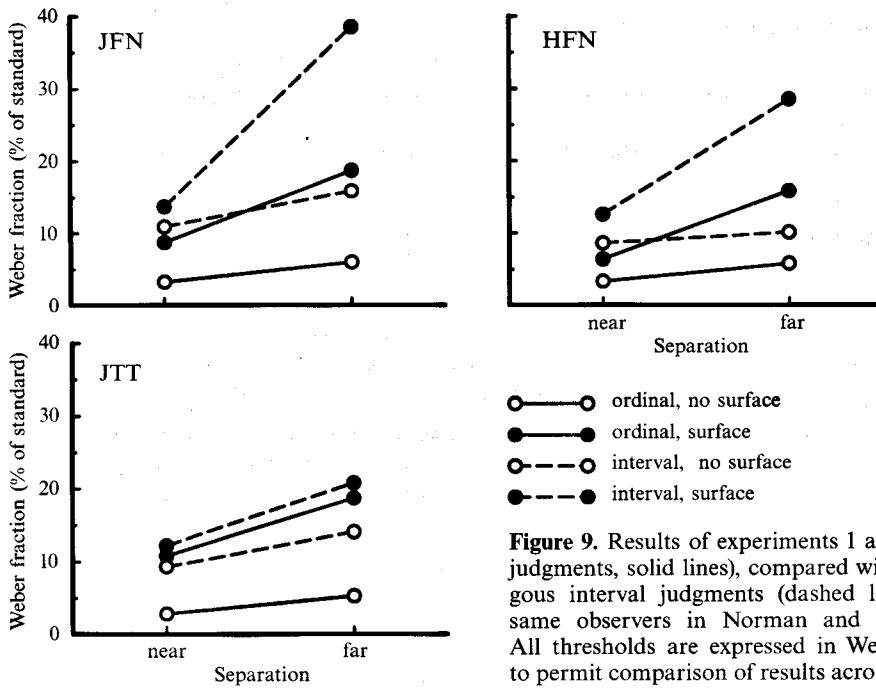 40
JFN
30
20
10
0
Weber fraction (% of standard)
HFN
near far
Separation
40
JTT
30
20
10
0
Weber fraction (% of standard)
near far
Separation
ordinal, no surface
ordinal, surface
interval, no surface
interval, surface
Figure 9. Results of experiments 1 a
judgments, solid lines), compared wi
gous interval judgments (dashed l
same observers in Norman and
All thresholds are expressed in We
to permit comparison of results acro